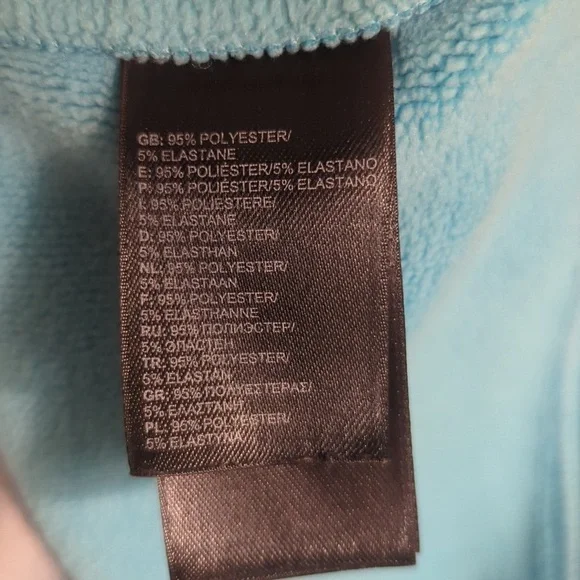 GB: 95% POLYESTER/
5% ELASTANE
E: 95% POLIÉSTER/5% ELASTANO
P: 95% POLIÉSTER/5% ELASTANO
I: 95% POLIESTERE/
5% ELASTANE
D: 95% POLYESTER/
5% ELASTHAN
NL: 95% POLYESTER/
5% ELASTAAN
F: 95% POLYESTER/
5% ELASTHANNE
RU: 95% ПОЛИЭСТЕР/
5% ЭЛАСТЕН
TR: 95% POLYESTER/
5% ELASTAN
GR: 95% ΠΟΛΥΕΣΤΕΡΑΣ/
5% ΕΛΑΣΤΑΝΗ
PL: 95% POLYESTER/
5% ELASTYNA